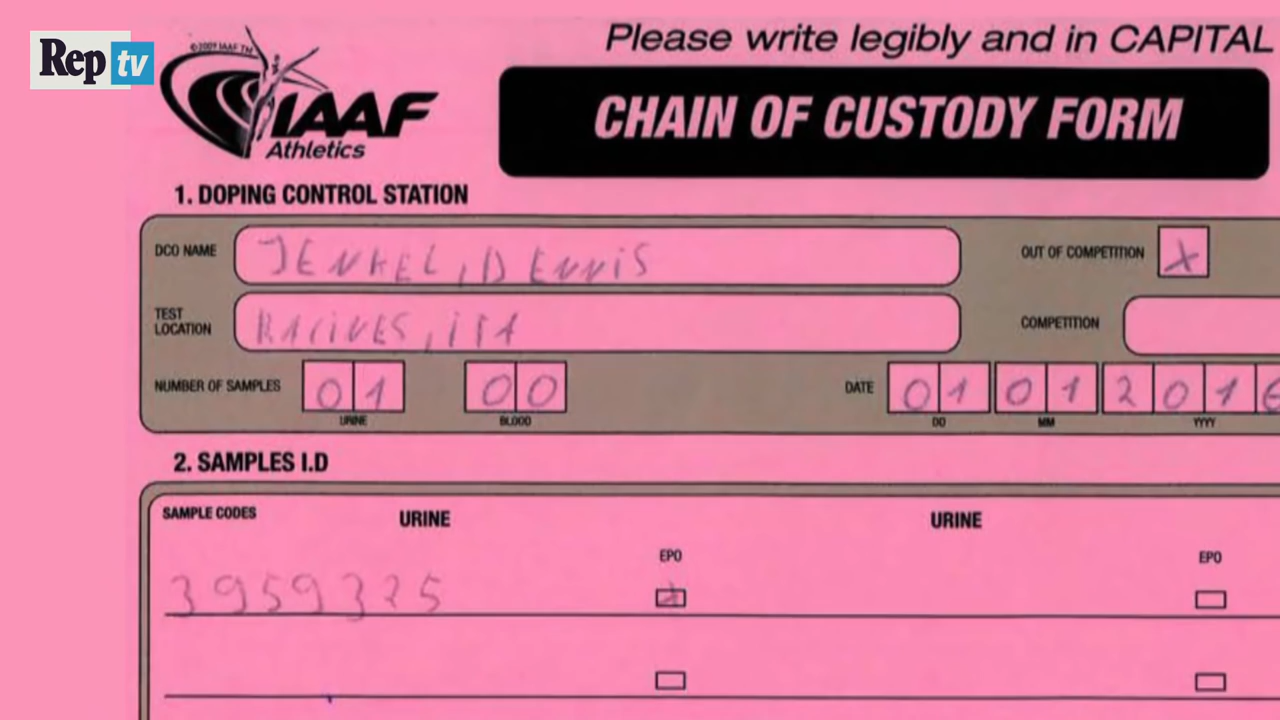 Rep tv
©2009 IAAF TM
Please write legibly and in CAPITAL
IAAF
Athletics
CHAIN OF CUSTODY FORM
1. DOPING CONTROL STATION
DCO NAME JENKEL, DENNIS OUT OF COMPETITION X
TEST LOCATION RACINES, ITA COMPETITION
NUMBER OF SAMPLES 01 00 DATE 01 01 2016
URINE BLOOD DD MM YYYY
2. SAMPLES I.D
SAMPLE CODES URINE URINE
EPO EPO
3959325 X